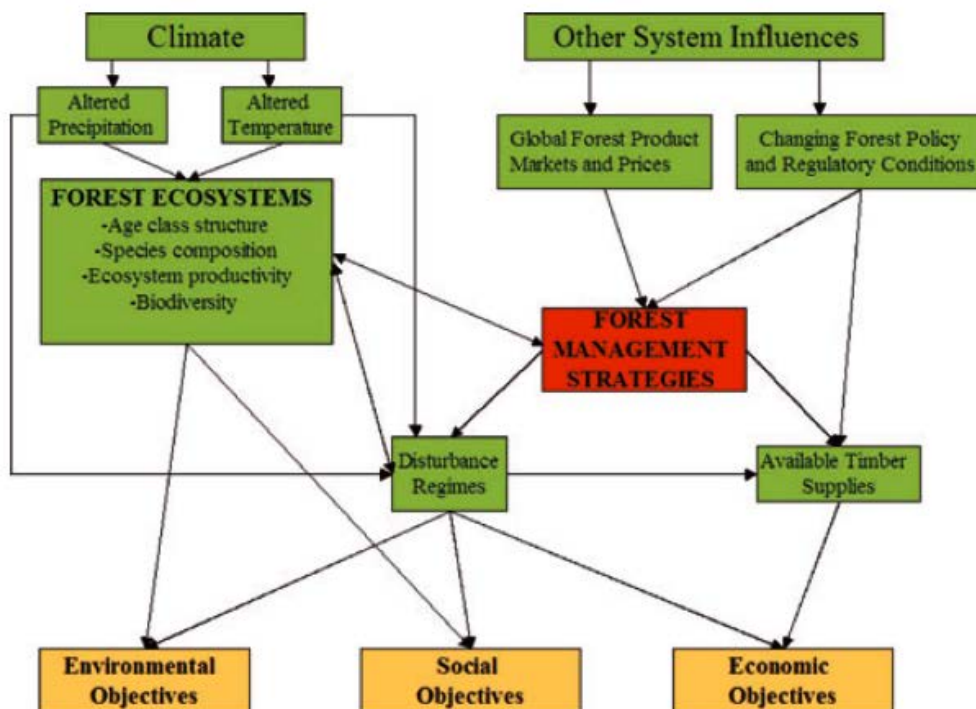 Climate
Other System Influences
Altered
Precipitation
Altered
Temperature
Global Forest Product
Markets and Prices
Changing Forest Policy
and Regulatory Conditions
FOREST ECOSYSTEMS
-Age class structure
-Species composition
-Ecosystem productivity
-Biodiversity
FOREST
MANAGEMENT
STRATEGIES
Disturbance
Regimes
Available Timber
Supplies
Environmental
Objectives
Social
Objectives
Economic
Objectives